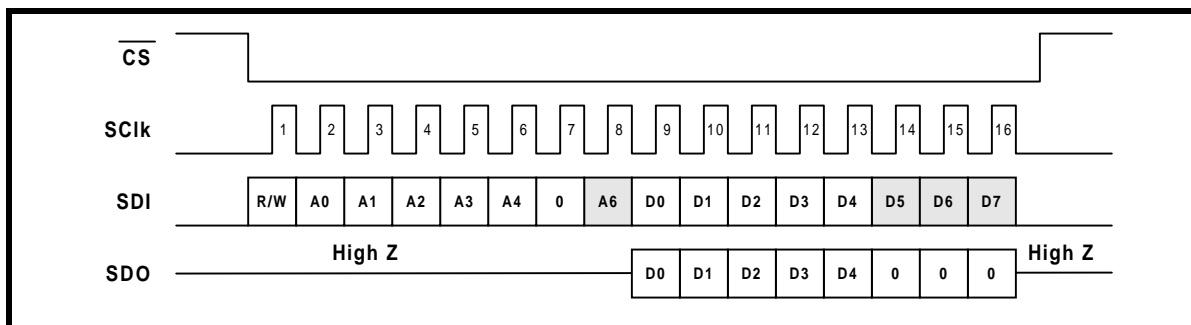 CS
SClk 1 2 3 4 5 6 7 8 9 10 11 12 13 14 15 16
SDI R/W A0 A1 A2 A3 A4 0 A6 D0 D1 D2 D3 D4 D5 D6 D7
High Z High Z
SDO D0 D1 D2 D3 D4 0 0 0